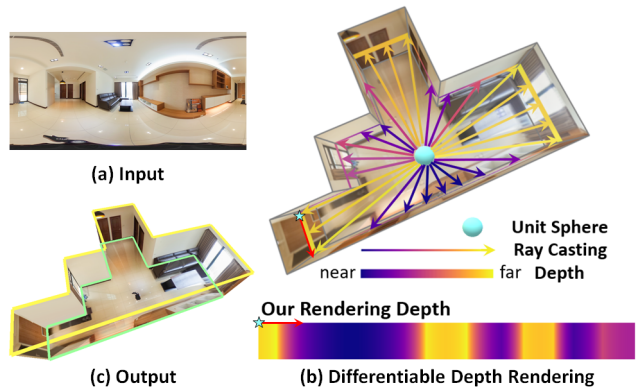 (a) Input
Unit Sphere
Ray Casting
near far Depth
Our Rendering Depth
(c) Output
(b) Differentiable Depth Rendering